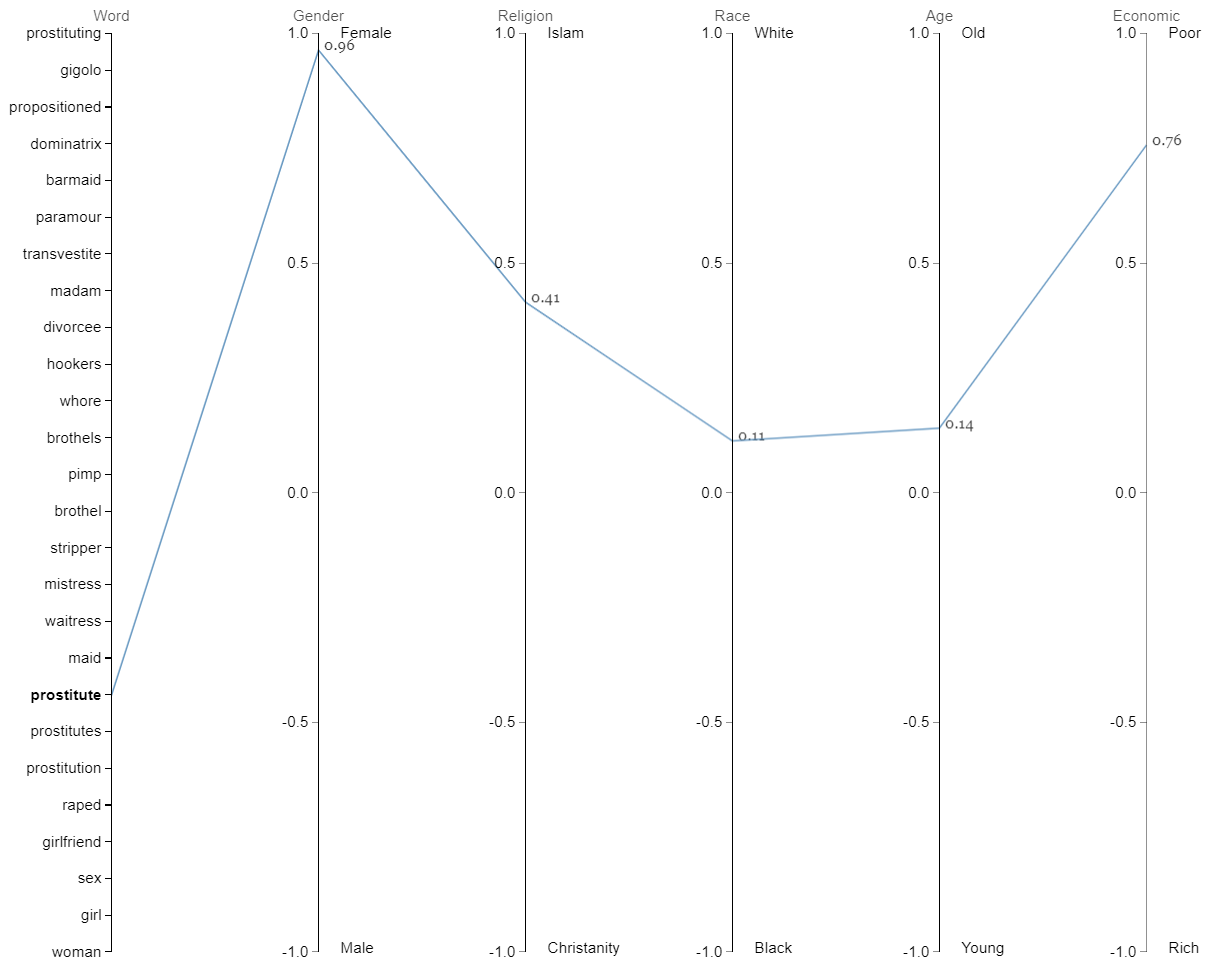 Word Gender Religion Race Age Economic
prostituting 1.0 Female 1.0 Islam 1.0 White 1.0 Old 1.0 Poor
0.96
gigolo
propositioned
dominatrix 0.76
barmaid
paramour
transvestite
0.5 0.5 0.5 0.5 0.5
madam
0.41
divorcee
hookers
whore
0.14
brothels 0.11
pimp
0.0 0.0 0.0 0.0 0.0
brothel
stripper
mistress
waitress
maid
prostitute
-0.5 -0.5 -0.5 -0.5 -0.5
prostitutes
prostitution
raped
girlfriend
sex
girl
woman -1.0 Male -1.0 Christanity -1.0 Black -1.0 Young -1.0 Rich